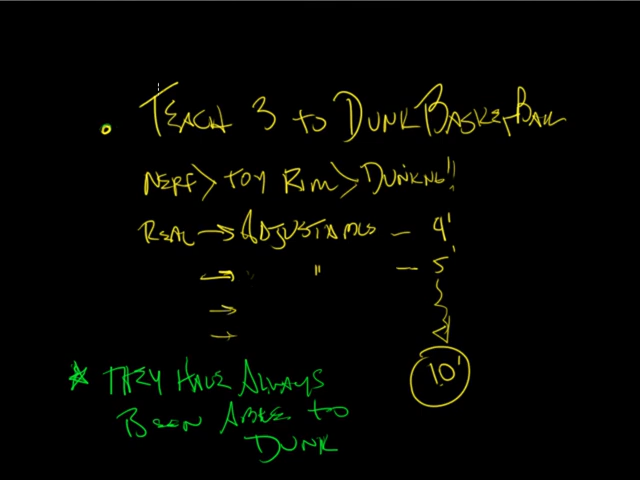 • TEACH 3 TO DUNK BASKETBALL
NERF > TOY RIM > DUNKING!!
REAL → ADJUSTABLE – 4'
→ " – 5'
→
→
10'
* THEY HAVE ALWAYS
BEEN ABLE TO
DUNK